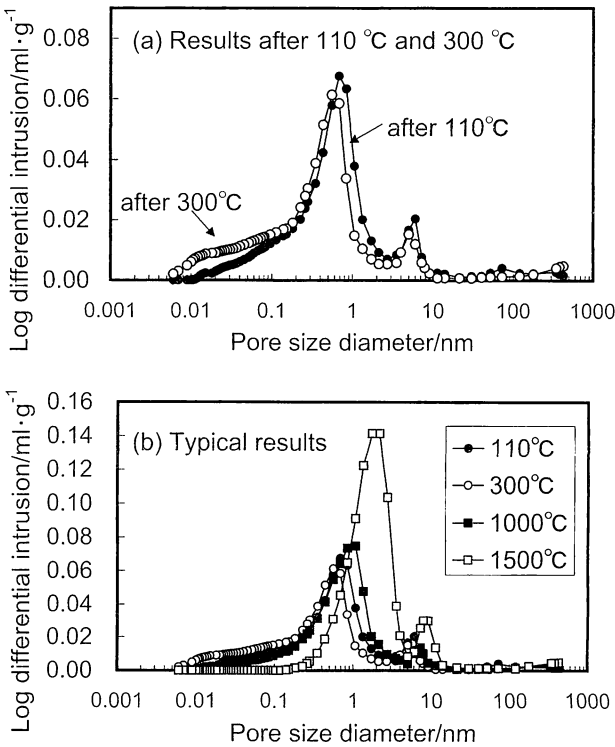 Log differential intrusion/ml·g⁻¹
0.08
0.06
0.04
0.02
0.00
(a) Results after 110 °C and 300 °C
after 110°C
after 300°C
0.001 0.01 0.1 1 10 100 1000
Pore size diameter/nm
Log differential intrusion/ml·g⁻¹
0.16
0.14
0.12
0.10
0.08
0.06
0.04
0.02
0.00
(b) Typical results
110°C
300°C
1000°C
1500°C
0.001 0.01 0.1 1 10 100 1000
Pore size diameter/nm